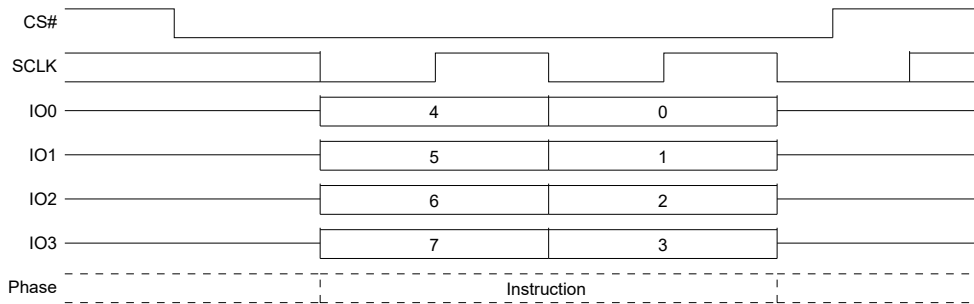 CS#
SCLK
IO0 4 0
IO1 5 1
IO2 6 2
IO3 7 3
Phase Instruction